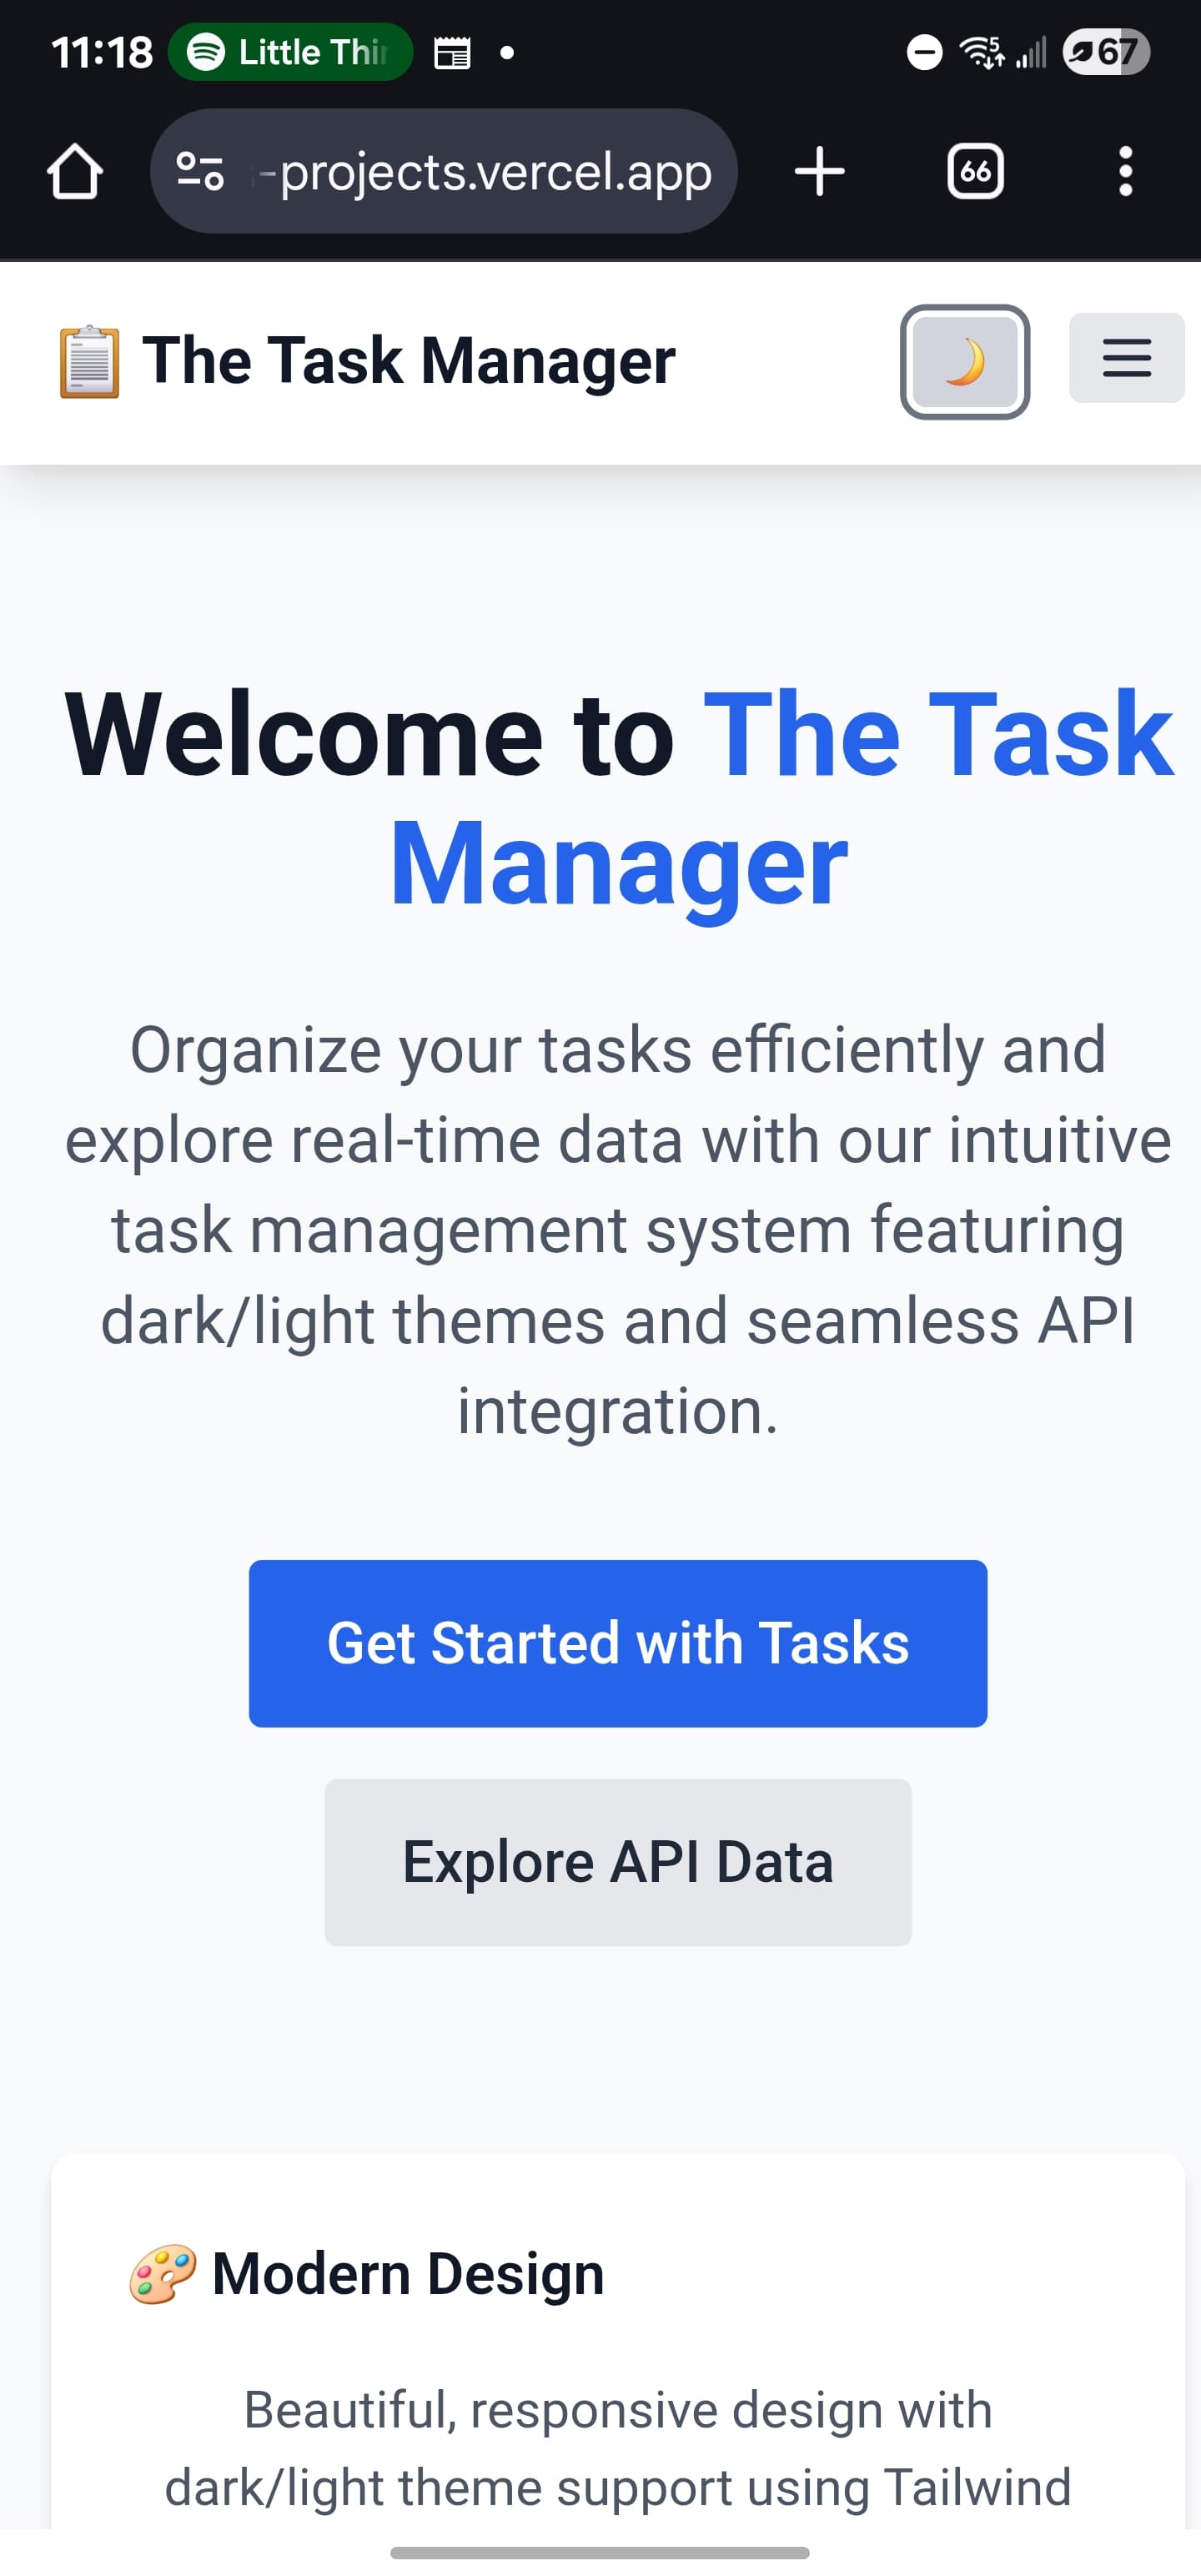 11:18 Little Thin 5 67
-projects.vercel.app 66
The Task Manager
Welcome to The Task
Manager
Organize your tasks efficiently and
explore real-time data with our intuitive
task management system featuring
dark/light themes and seamless API
integration.
Get Started with Tasks
Explore API Data
Modern Design
Beautiful, responsive design with
dark/light theme support using Tailwind